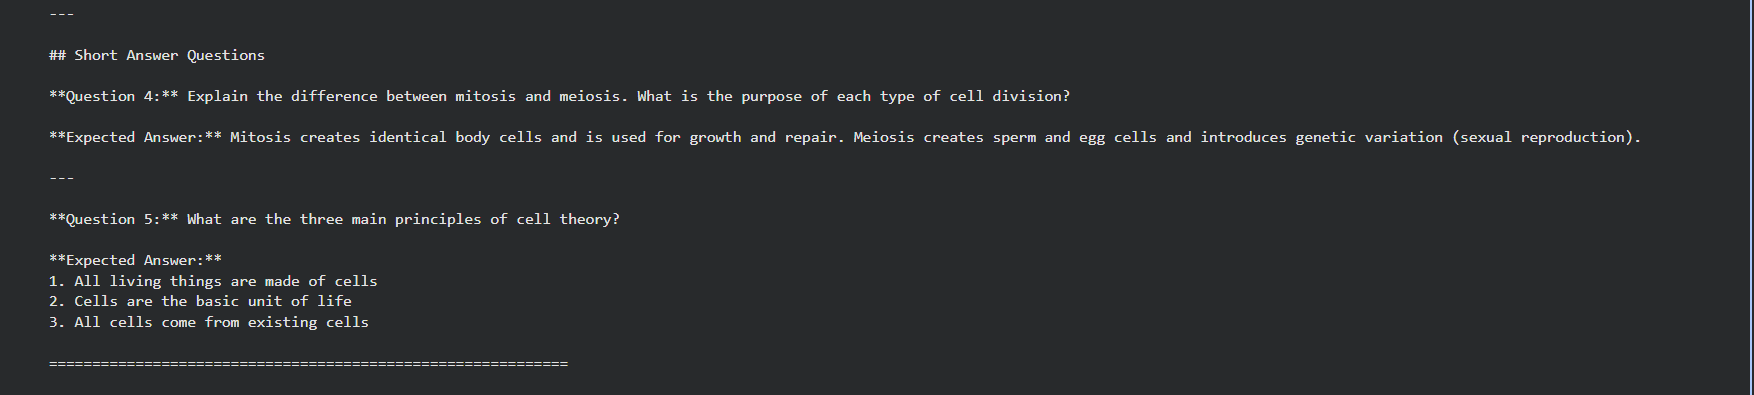 ---
## Short Answer Questions
**Question 4:** Explain the difference between mitosis and meiosis. What is the purpose of each type of cell division?
**Expected Answer:** Mitosis creates identical body cells and is used for growth and repair. Meiosis creates sperm and egg cells and introduces genetic variation (sexual reproduction).
---
**Question 5:** What are the three main principles of cell theory?
**Expected Answer:**
1. All living things are made of cells
2. Cells are the basic unit of life
3. All cells come from existing cells
============================================================